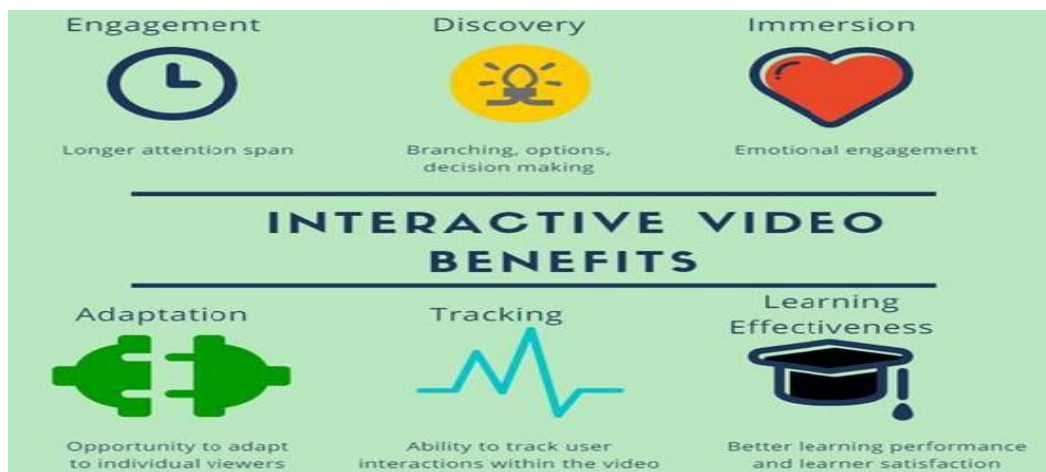 Engagement
Discovery
Immersion
Longer attention span
Branching, options,
decision making
Emotional engagement
INTERACTIVE VIDEO
BENEFITS
Adaptation
Tracking
Learning
Effectiveness
Opportunity to adapt
to individual viewers
Ability to track user
interactions within the video
Better learning performance
and learner satisfaction